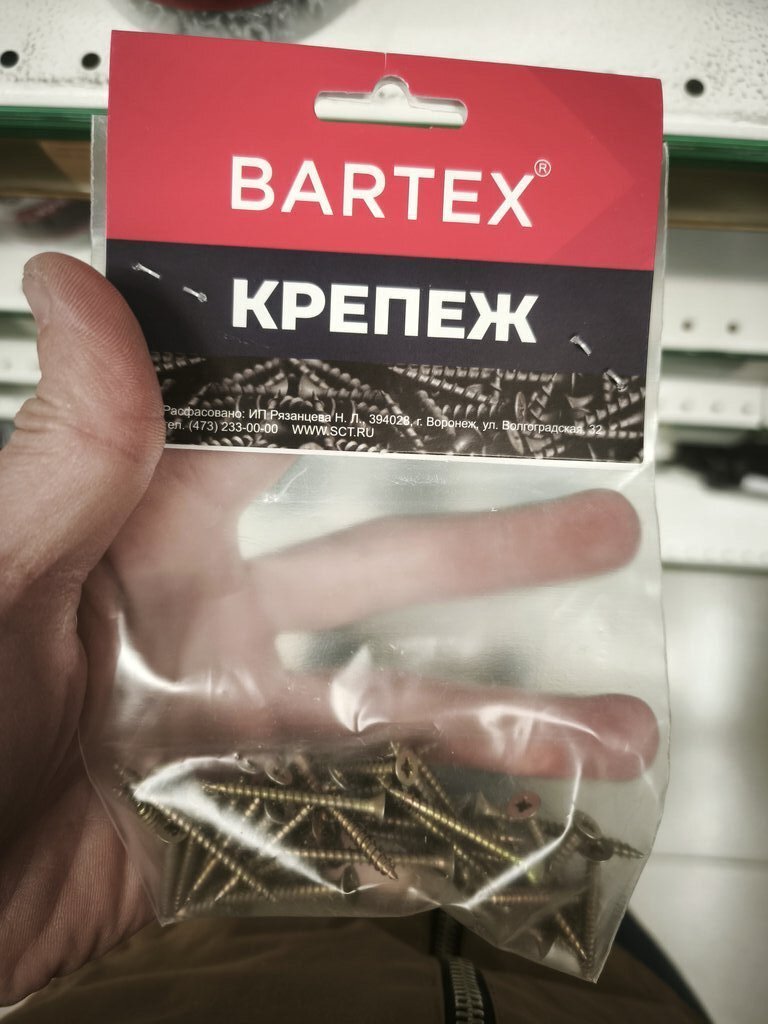 BARTEX®
КРЕПЕЖ
Расфасовано: ИП Рязанцева Н. Л., 394028, г. Воронеж, ул. Волгоградская, 32
тел. (473) 233-00-00 WWW.SCT.RU